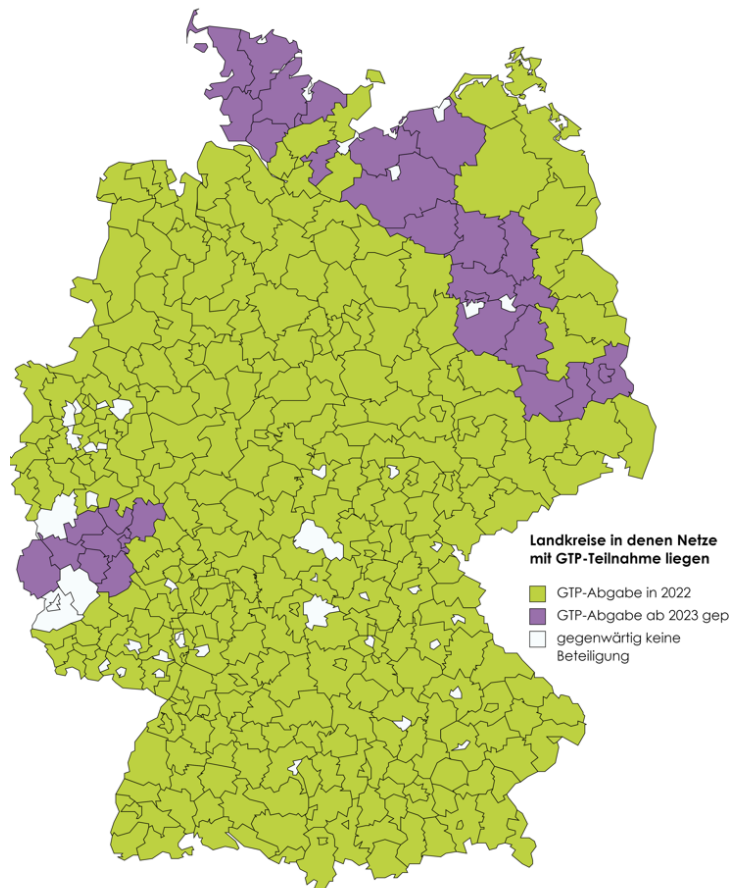 Landkreise in denen Netze
mit GTP-Teilnahme liegen
GTP-Abgabe in 2022
GTP-Abgabe ab 2023 gep
gegenwärtig keine
Beteiligung